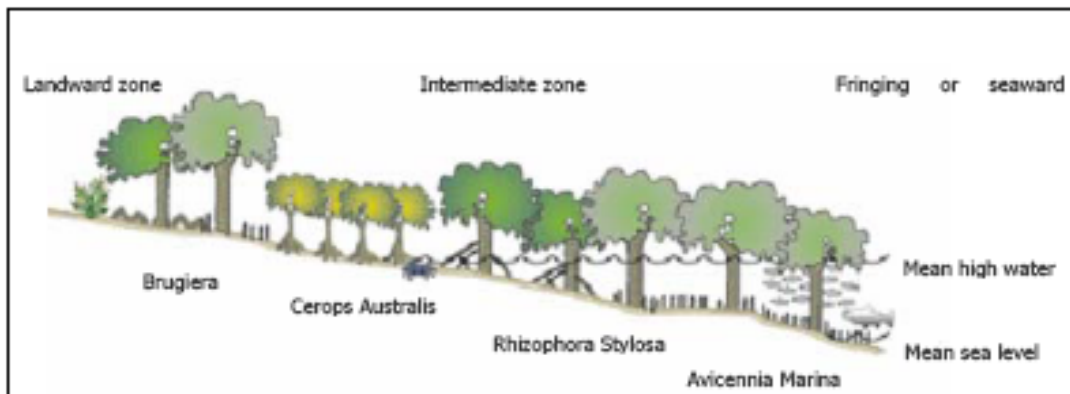 Landward zone Intermediate zone Fringing or seaward
Mean high water
Brugiera
Cerops Australis
Rhizophora Stylosa
Mean sea level
Avicennia Marina